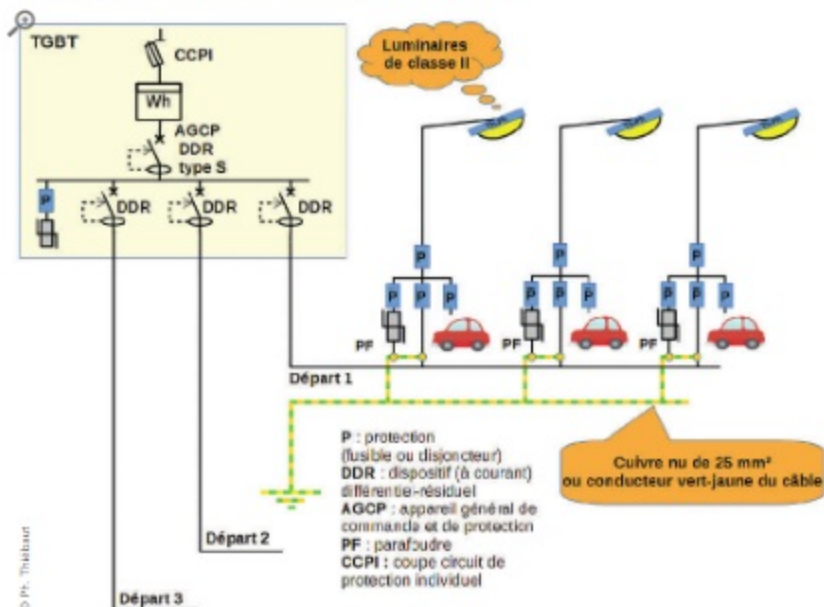 TGBT
CCPI
Wh
AGCP
DDR
type S
P
DDR
DDR
DDR
Luminaires
de classe II
P
P
P
P
P
P
P
P
P
P
P
P
PF
PF
PF
Départ 1
P : protection
(fusible ou disjoncteur)
DDR : dispositif (à courant)
différentie-résiduel
AGCP : appareil général de
commande et de protection
PF : parafoudre
CCPI : coupe circuit de
protection individuel
Cuivre nu de 25 mm²
ou conducteur vert-jaune du câble
Départ 2
Départ 3
© Ph. Thiébaut